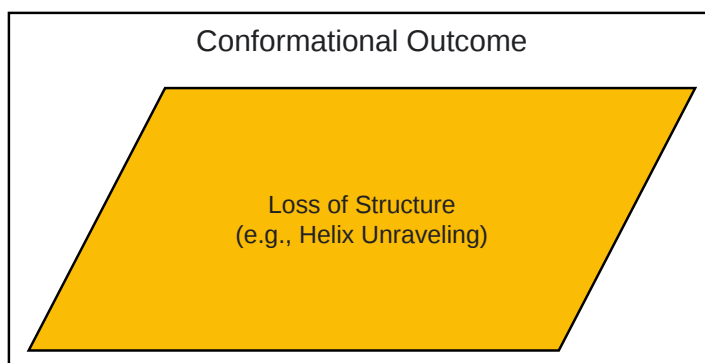 Conformational Outcome
Loss of Structure
(e.g., Helix Unraveling)